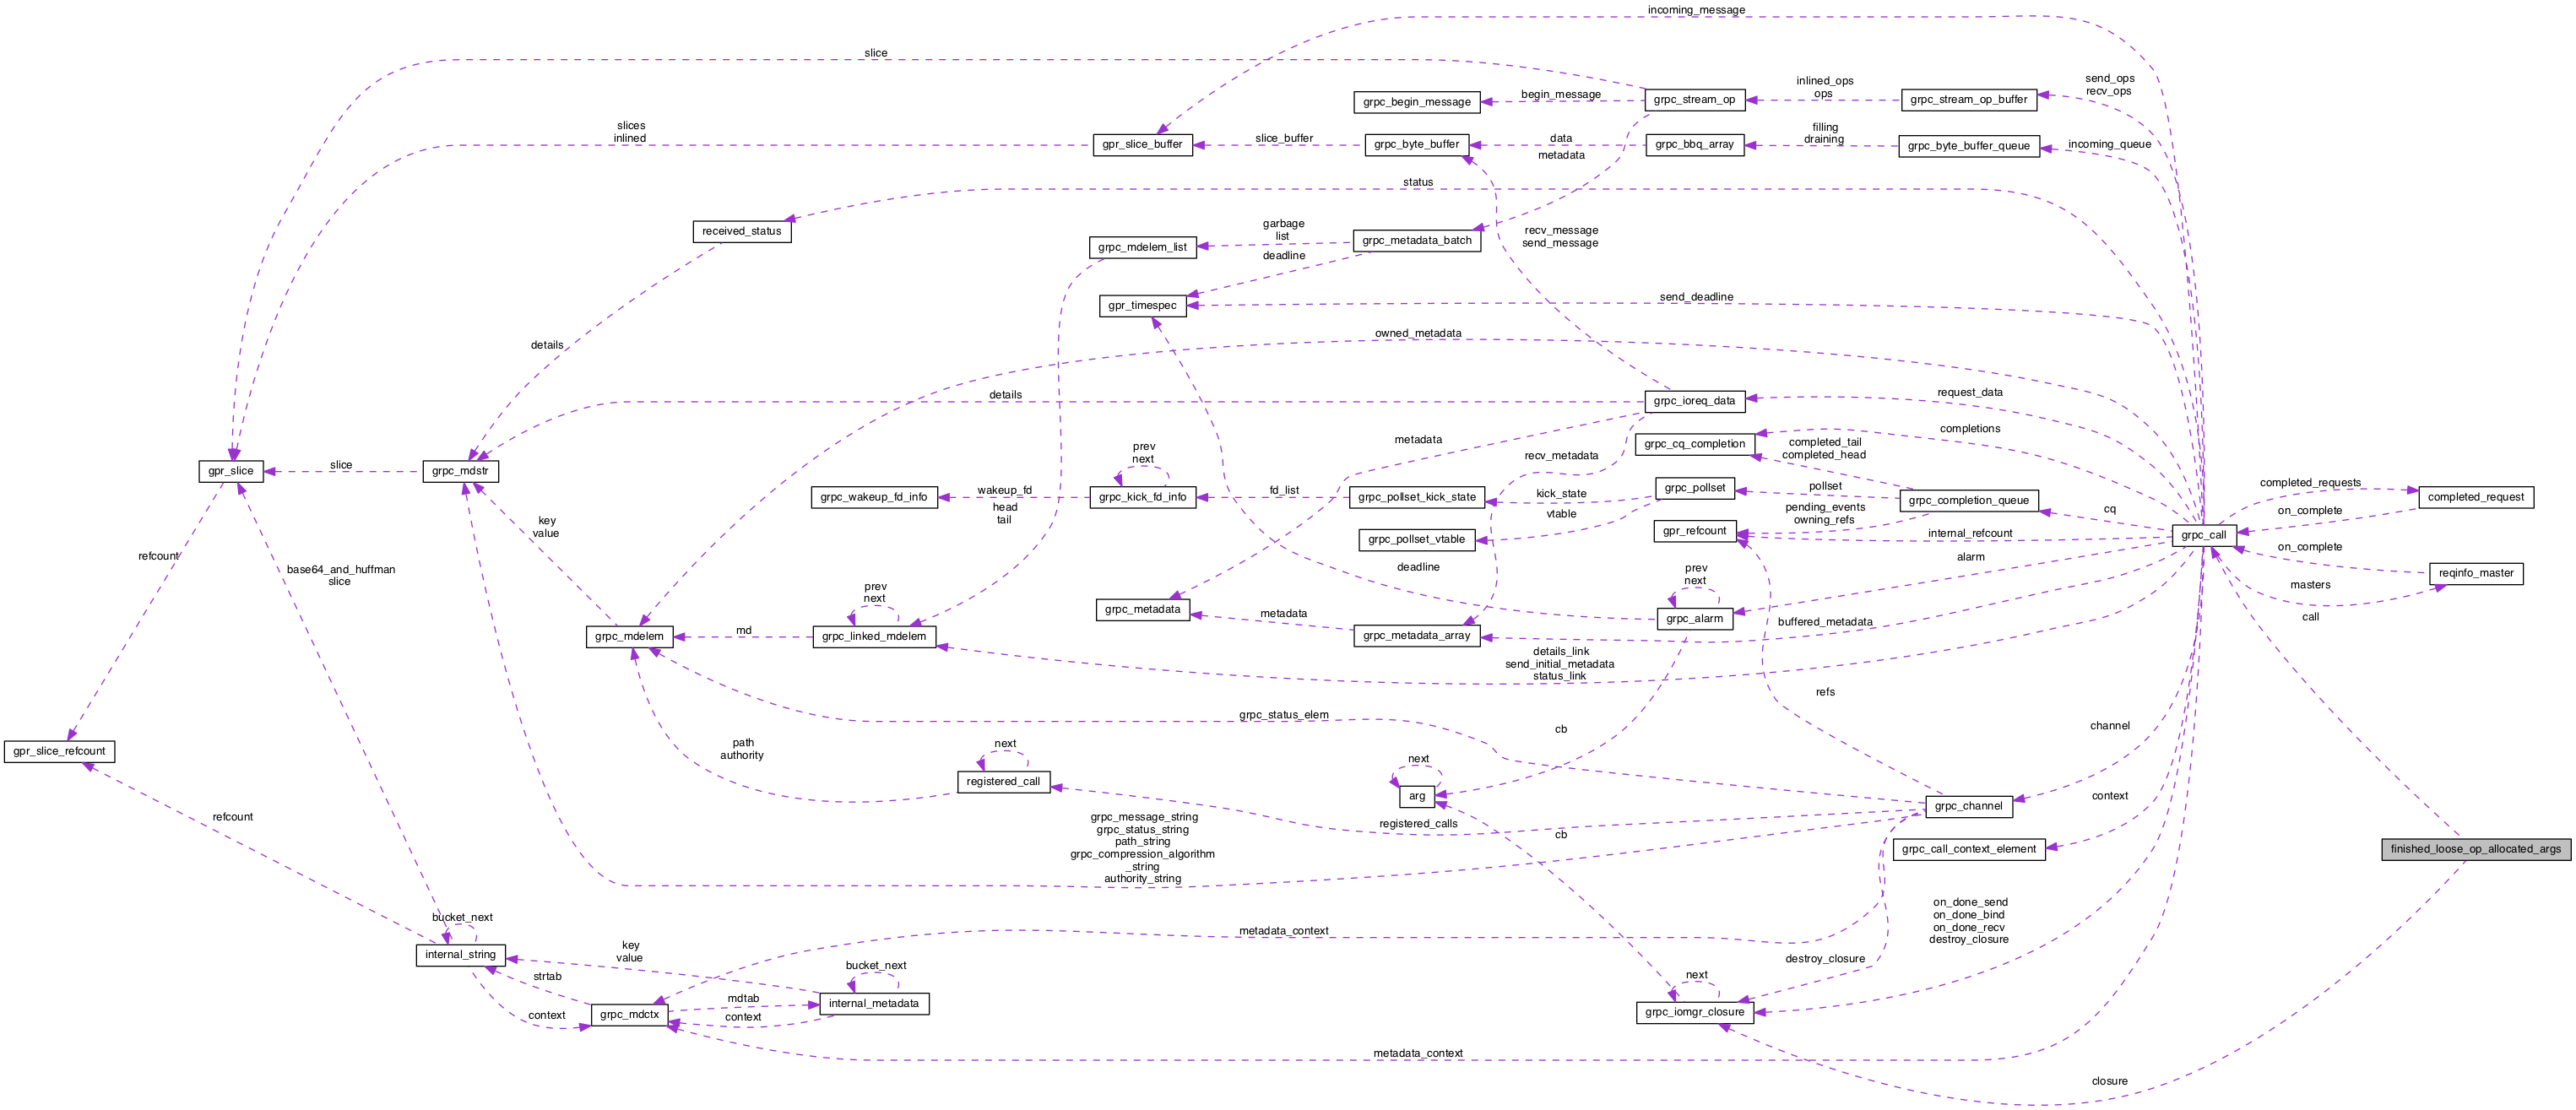 incoming_message
slice
grpc_begin_message
begin_message
grpc_stream_op
inlined_ops
ops
grpc_stream_op_buffer
send_ops
recv_ops
slices
inlined
gpr_slice_buffer
slice_buffer
grpc_byte_buffer
data
grpc_bbq_array
filling
draining
grpc_byte_buffer_queue
incoming_queue
metadata
status
received_status
garbage
list
grpc_mdelem_list
grpc_metadata_batch
recv_message
send_message
deadline
gpr_timespec
send_deadline
owned_metadata
details
details
grpc_ioreq_data
request_data
metadata
grpc_cq_completion
completions
completed_tail
completed_head
recv_metadata
gpr_slice
slice
grpc_mdstr
prev
next
grpc_wakeup_fd_info
wakeup_fd
grpc_kick_fd_info
fd_list
grpc_pollset_kick_state
kick_state
grpc_pollset
pollset
grpc_completion_queue
completed_requests
completed_request
head
tail
vtable
pending_events
owning_refs
cq
on_complete
key
value
grpc_pollset_vtable
gpr_refcount
internal_refcount
grpc_call
on_complete
refcount
base64_and_huffman
slice
deadline
prev
next
alarm
reqinfo_master
masters
prev
next
grpc_metadata
metadata
grpc_alarm
call
grpc_mdelem
md
grpc_linked_mdelem
grpc_metadata_array
buffered_metadata
details_link
send_initial_metadata
status_link
refs
grpc_status_elem
channel
gpr_slice_refcount
path
authority
next
registered_call
cb
next
arg
grpc_channel
context
refcount
grpc_message_string
grpc_status_string
path_string
grpc_compression_algorithm
_string
authority_string
registered_calls
cb
grpc_call_context_element
finished_loose_op_allocated_args
bucket_next
internal_string
key
value
metadata_context
on_done_send
on_done_bind
on_done_recv
destroy_closure
destroy_closure
strtab
bucket_next
mdtab
internal_metadata
next
context
grpc_mdctx
context
grpc_iomgr_closure
metadata_context
closure